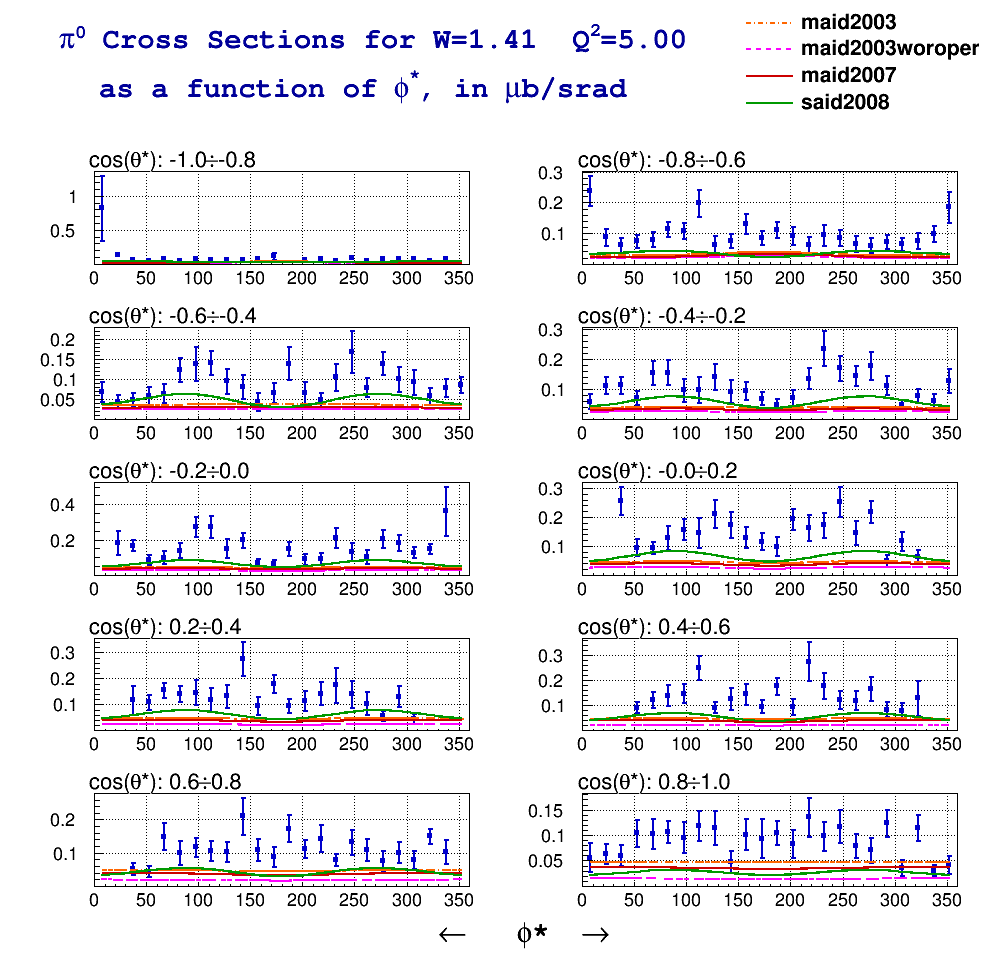 π⁰ Cross Sections for W=1.41 Q²=5.00
as a function of ϕ*, in μb/srad
maid2003
maid2003woroper
maid2007
said2008
cos(θ*): -1.0÷-0.8
1
0.5
0 50 100 150 200 250 300 350
cos(θ*): -0.8÷-0.6
0.3
0.2
0.1
0 50 100 150 200 250 300 350
cos(θ*): -0.6÷-0.4
0.2
0.15
0.1
0.05
0 50 100 150 200 250 300 350
cos(θ*): -0.4÷-0.2
0.3
0.2
0.1
0 50 100 150 200 250 300 350
cos(θ*): -0.2÷0.0
0.4
0.2
0 50 100 150 200 250 300 350
cos(θ*): -0.0÷0.2
0.3
0.2
0.1
0 50 100 150 200 250 300 350
cos(θ*): 0.2÷0.4
0.3
0.2
0.1
0 50 100 150 200 250 300 350
cos(θ*): 0.4÷0.6
0.3
0.2
0.1
0 50 100 150 200 250 300 350
cos(θ*): 0.6÷0.8
0.2
0.1
0 50 100 150 200 250 300 350
cos(θ*): 0.8÷1.0
0.15
0.1
0.05
0 50 100 150 200 250 300 350
← ϕ* →